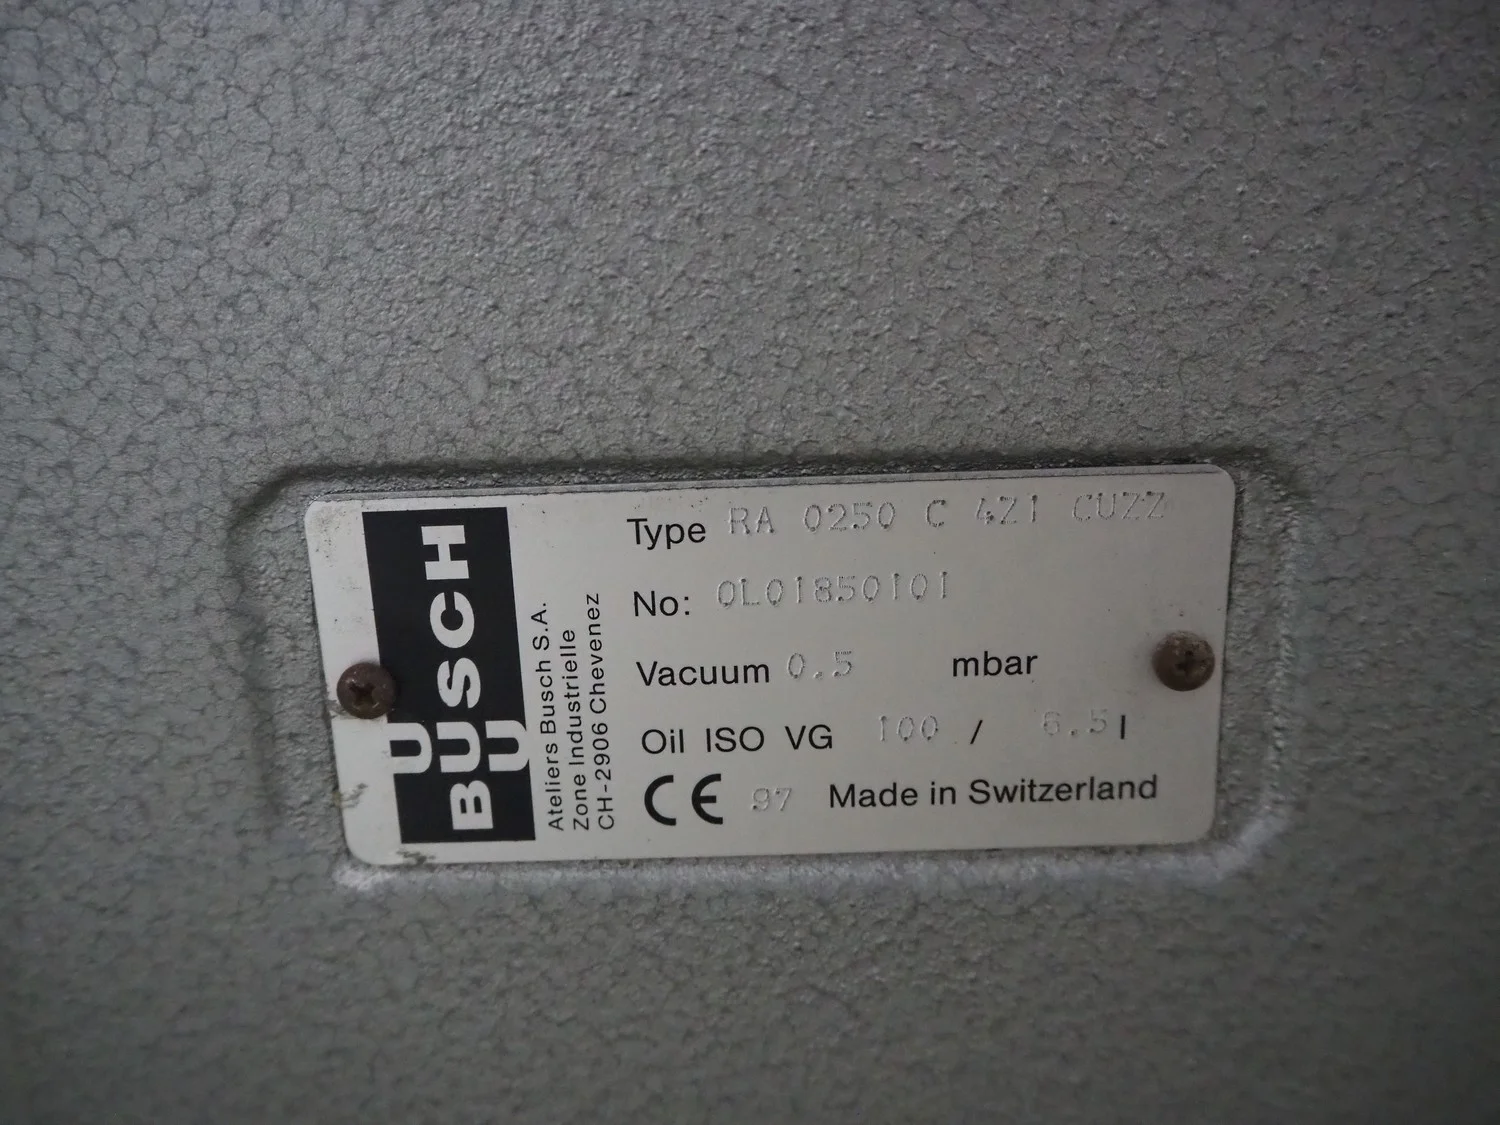 BUSCH
Ateliers Busch S.A.
Zone Industrielle
CH-2906 Chevenez
Type RA 0250 C 4Z1 CUZZ
No: 0L01850101
Vacuum 0.5 mbar
Oil ISO VG 100 / 6.5 l
CE 97 Made in Switzerland